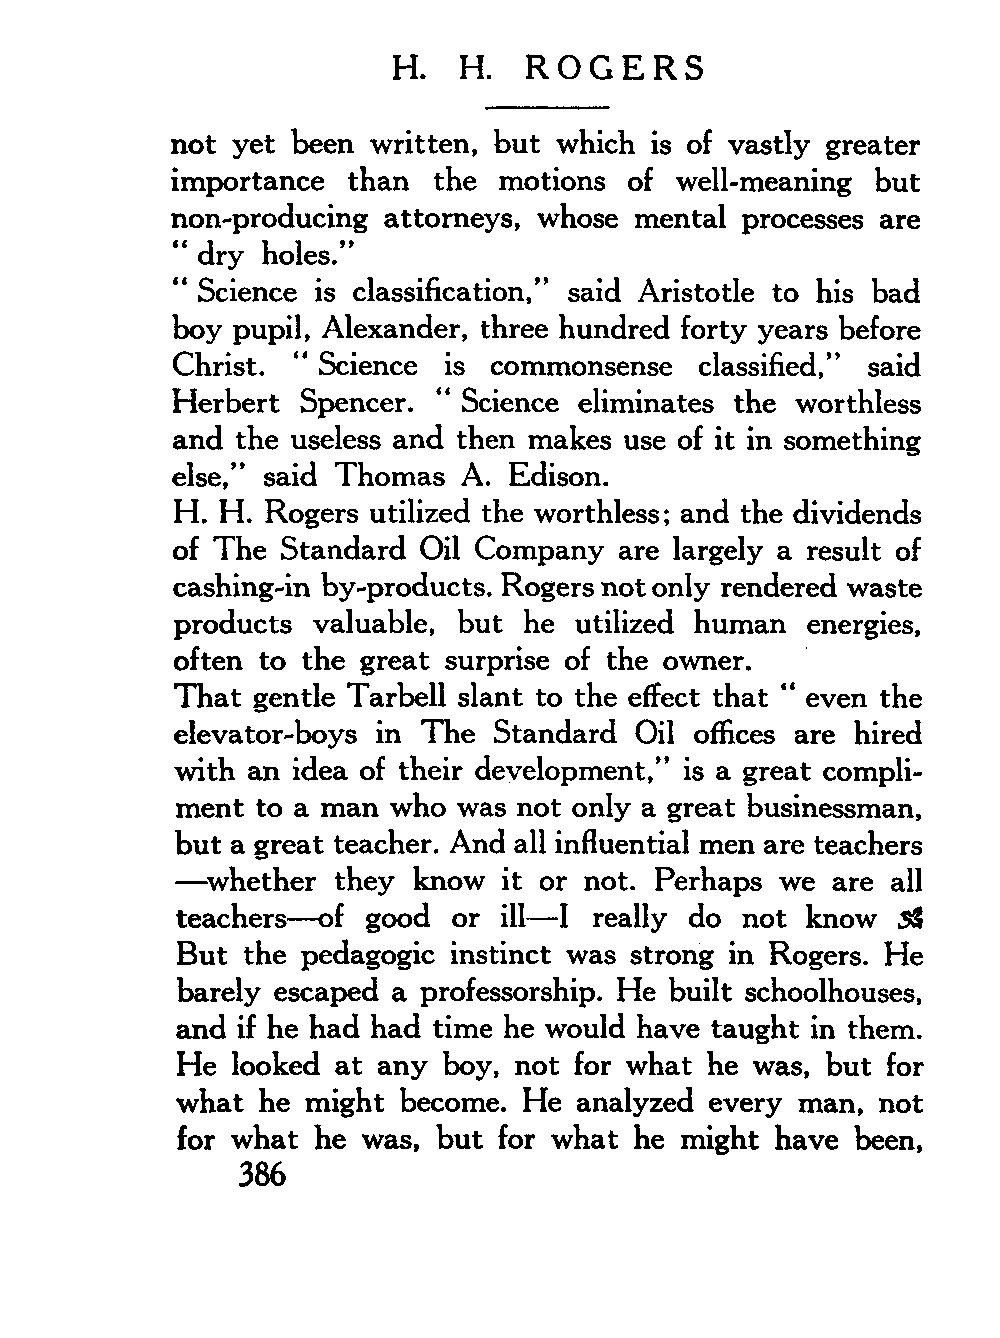 H. H. ROGERS
not yet been written, but which is of vastly greater
importance than the motions of well-meaning but
non-producing attorneys, whose mental processes are
“ dry holes.”
“ Science is classification,” said Aristotle to his bad
boy pupil, Alexander, three hundred forty years before
Christ. “ Science is commonsense classified,” said
Herbert Spencer. “ Science eliminates the worthless
and the useless and then makes use of it in something
else,” said Thomas A. Edison.
H. H. Rogers utilized the worthless; and the dividends
of The Standard Oil Company are largely a result of
cashing-in by-products. Rogers not only rendered waste
products valuable, but he utilized human energies,
often to the great surprise of the owner.
That gentle Tarbell slant to the effect that “ even the
elevator-boys in The Standard Oil offices are hired
with an idea of their development,” is a great compli-
ment to a man who was not only a great businessman,
but a great teacher. And all influential men are teachers
—whether they know it or not. Perhaps we are all
teachers—of good or ill—I really do not know
But the pedagogic instinct was strong in Rogers. He
barely escaped a professorship. He built schoolhouses,
and if he had had time he would have taught in them.
He looked at any boy, not for what he was, but for
what he might become. He analyzed every man, not
for what he was, but for what he might have been,
386